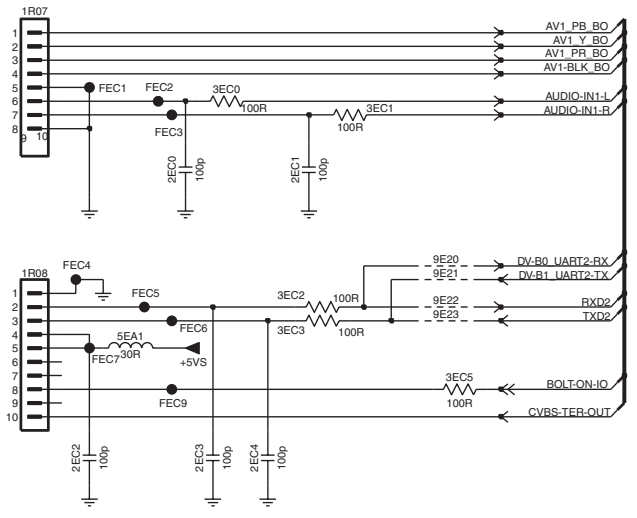 1R07
1
2
3
4
5
6
7
8
9 10
AV1_PB_BO
AV1_Y_BO
AV1_PR_BO
AV1-BLK_BO
AUDIO-IN1-L
AUDIO-IN1-R
FEC1
FEC2
FEC3
3EC0
100R
3EC1
100R
2EC0
100p
2EC1
100p
1R08
1
2
3
4
5
6
7
8
9
10
FEC4
FEC5
FEC6
5EA1
30R
+5VS
FEC7
FEC9
3EC2
100R
3EC3
100R
9E20
9E21
9E22
9E23
DV-B0_UART2-RX
DV-B1_UART2-TX
RXD2
TXD2
3EC5
100R
BOLT-ON-IO
CVBS-TER-OUT
2EC2
100p
2EC3
100p
2EC4
100p